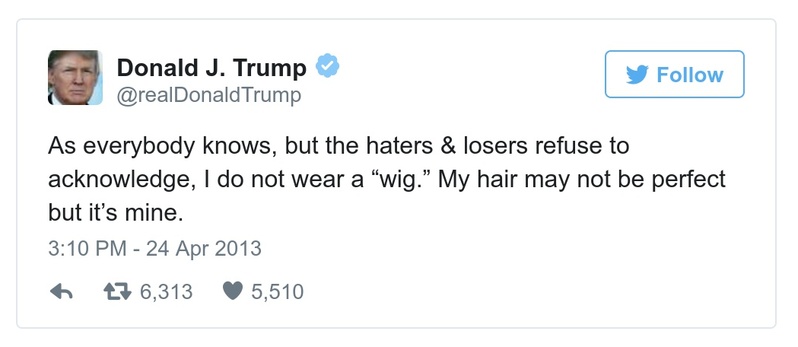 Donald J. Trump
@realDonaldTrump
Follow
As everybody knows, but the haters & losers refuse to
acknowledge, I do not wear a “wig.” My hair may not be perfect
but it’s mine.
3:10 PM - 24 Apr 2013
6,313 5,510